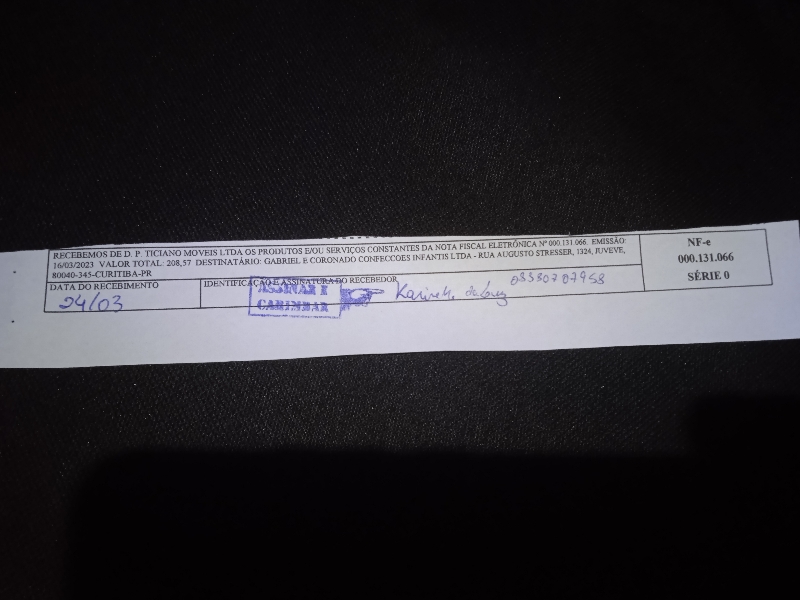 RECEBEMOS DE D. P. TICIANO MOVEIS LTDA OS PRODUTOS E/OU SERVIÇOS CONSTANTES DA NOTA FISCAL ELETRÔNICA Nº 000.131.066. EMISSÃO:
16/03/2023 VALOR TOTAL: 208,57 DESTINATÁRIO: GABRIEL E CORONADO CONFECCOES INFANTIS LTDA - RUA AUGUSTO STRESSER, 1324, JUVEVE,
80040-345-CURITIBA-PR
NF-e
000.131.066
SÉRIE 0
DATA DO RECEBIMENTO
24/03
IDENTIFICAÇÃO E ASSINATURA DO RECEBEDOR
ASSINAR E
CARIMBAR